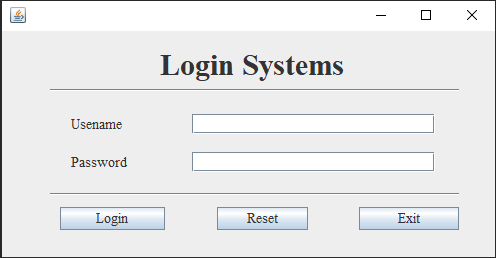 Login Systems
Usename
Password
Login Reset Exit